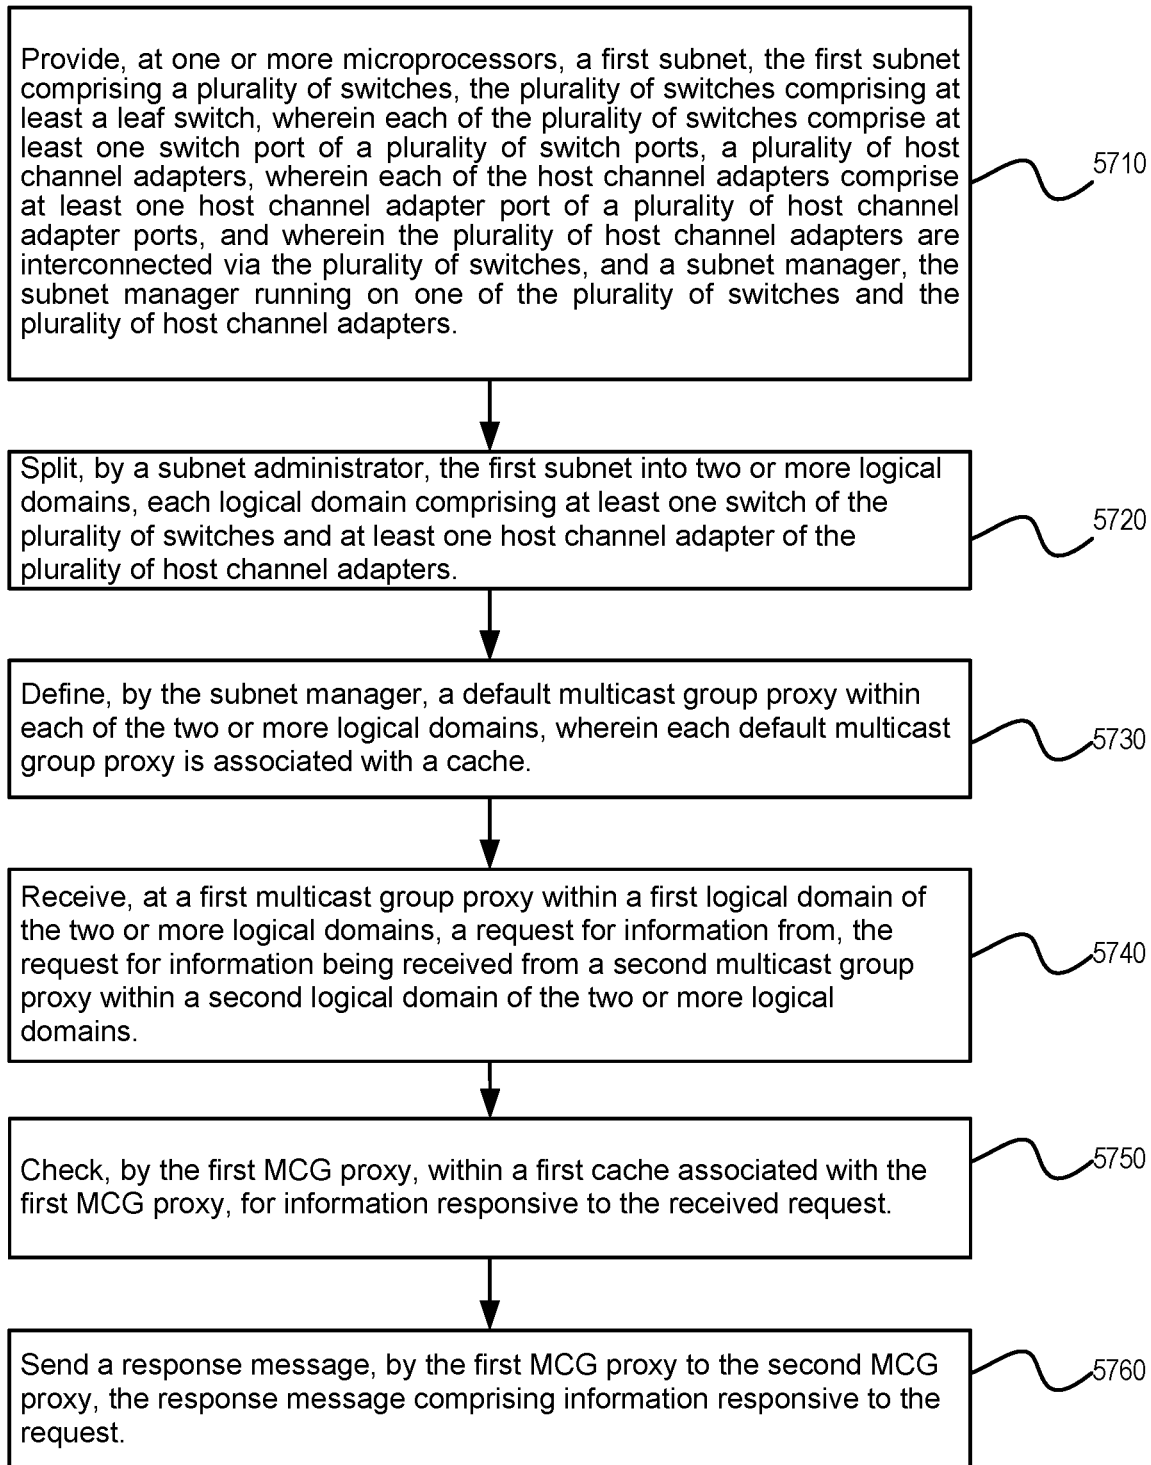 Provide, at one or more microprocessors, a first subnet, the first subnet
comprising a plurality of switches, the plurality of switches comprising at
least a leaf switch, wherein each of the plurality of switches comprise at
least one switch port of a plurality of switch ports, a plurality of host
channel adapters, wherein each of the host channel adapters comprise
at least one host channel adapter port of a plurality of host channel
adapter ports, and wherein the plurality of host channel adapters are
interconnected via the plurality of switches, and a subnet manager, the
subnet manager running on one of the plurality of switches and the
plurality of host channel adapters.
5710
Split, by a subnet administrator, the first subnet into two or more logical
domains, each logical domain comprising at least one switch of the
plurality of switches and at least one host channel adapter of the
plurality of host channel adapters.
5720
Define, by the subnet manager, a default multicast group proxy within
each of the two or more logical domains, wherein each default multicast
group proxy is associated with a cache.
5730
Receive, at a first multicast group proxy within a first logical domain of
the two or more logical domains, a request for information from, the
request for information being received from a second multicast group
proxy within a second logical domain of the two or more logical
domains.
5740
Check, by the first MCG proxy, within a first cache associated with the
first MCG proxy, for information responsive to the received request.
5750
Send a response message, by the first MCG proxy to the second MCG
proxy, the response message comprising information responsive to the
request.
5760